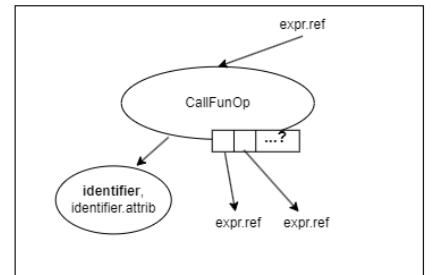 expr.ref
CallFunOp
...?
identifier,
identifier.attrib
expr.ref expr.ref